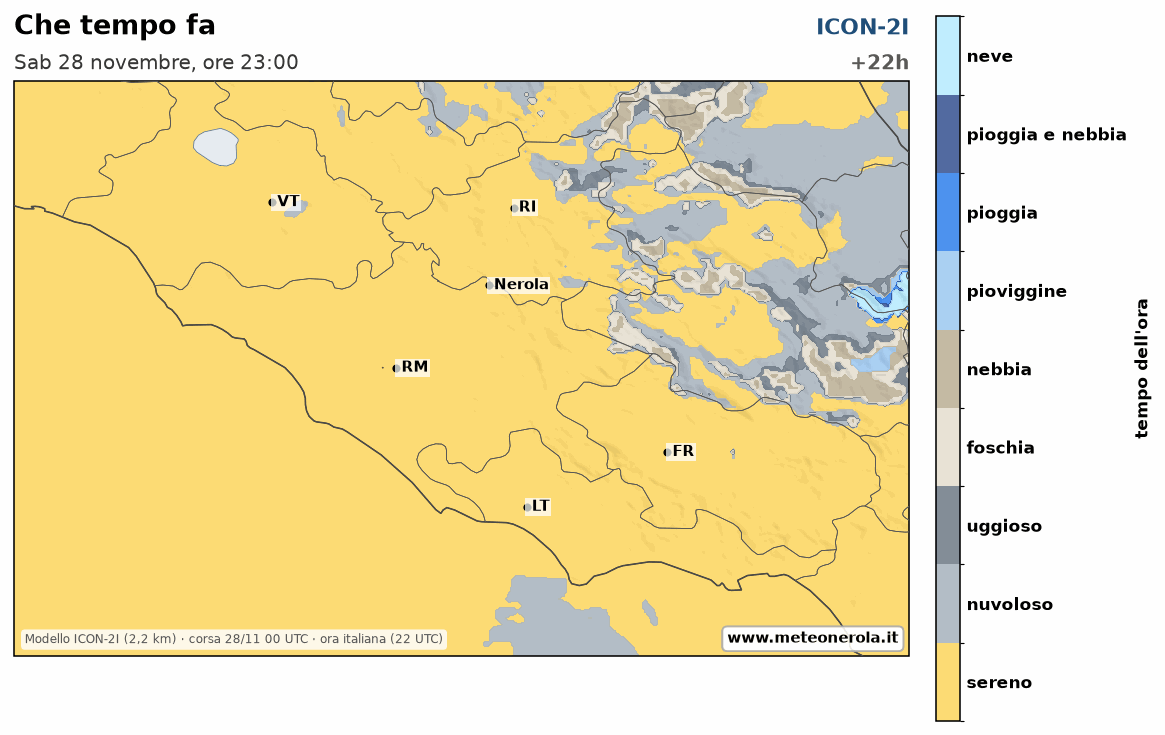 Che tempo fa
ICON-2I
Sab 28 novembre, ore 23:00
+22h
neve
pioggia e nebbia
pioggia
pioviggine
nebbia
foschia
uggioso
nuvoloso
sereno
tempo dell'ora
VT
RI
Nerola
RM
FR
LT
Modello ICON-2I (2,2 km) · corsa 28/11 00 UTC · ora italiana (22 UTC)
www.meteonerola.it